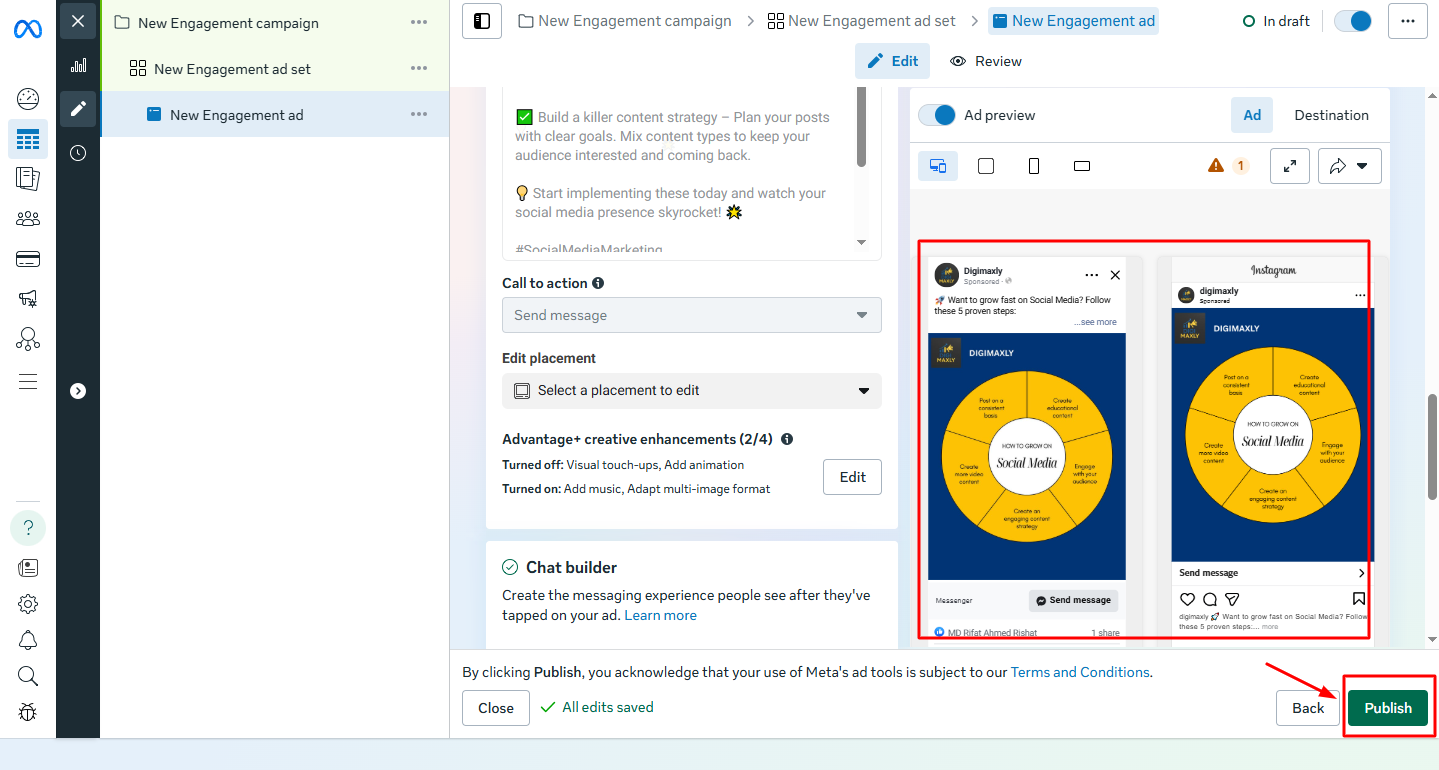 New Engagement campaign
New Engagement ad set
New Engagement ad
New Engagement campaign
New Engagement ad set
New Engagement ad
In draft
Edit
Review
✅ Build a killer content strategy – Plan your posts
with clear goals. Mix content types to keep your
audience interested and coming back.
💡 Start implementing these today and watch your
social media presence skyrocket! 🌟
#SocialMediaMarketing
Call to action
Send message
Edit placement
Select a placement to edit
Advantage+ creative enhancements (2/4)
Turned off: Visual touch-ups, Add animation
Turned on: Add music, Adapt multi-image format
Edit
Chat builder
Create the messaging experience people see after they've
tapped on your ad. Learn more
Ad preview
Ad
Destination
1
Digimaxly
Sponsored ·
🚀 Want to grow fast on Social Media? Follow
these 5 proven steps:
...see more
MAXLY
DIGIMAXLY
Post on a
consistent
basis
Create
educational
content
Create
more video
content
HOW TO GROW ON
Social Media
Engage
with your
audience
Create an
engaging content
strategy
Messenger
Send message
MD Rifat Ahmed Rishat
1 share
Instagram
digimaxly
Sponsored
MAXLY
DIGIMAXLY
Post on a
consistent
basis
Create
educational
content
Create
more video
content
HOW TO GROW ON
Social Media
Engage
with your
audience
Create an
engaging content
strategy
Send message
digimaxly 🚀 Want to grow fast on Social Media? Follow
these 5 proven steps:... more
By clicking Publish, you acknowledge that your use of Meta's ad tools is subject to our Terms and Conditions.
Close
All edits saved
Back
Publish